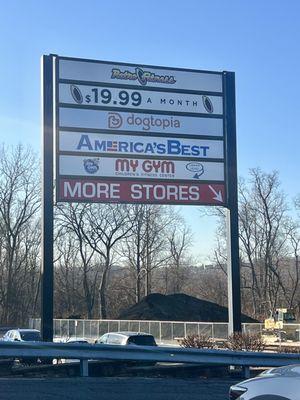 Retro Fitness
$19.99 A MONTH
dogtopia
AMERICA'S BEST
MY GYM
CHILDREN'S FITNESS CENTER
MORE STORES